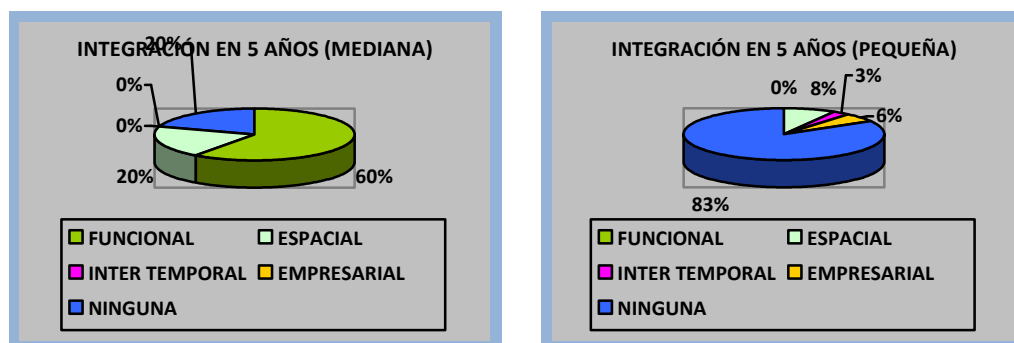 INTEGRACIÓN EN 5 AÑOS (MEDIANA)
20%
0%
0%
20%
60%
FUNCIONAL
ESPACIAL
INTER TEMPORAL
EMPRESARIAL
NINGUNA
INTEGRACIÓN EN 5 AÑOS (PEQUEÑA)
0%
8%
3%
6%
83%
FUNCIONAL
ESPACIAL
INTER TEMPORAL
EMPRESARIAL
NINGUNA